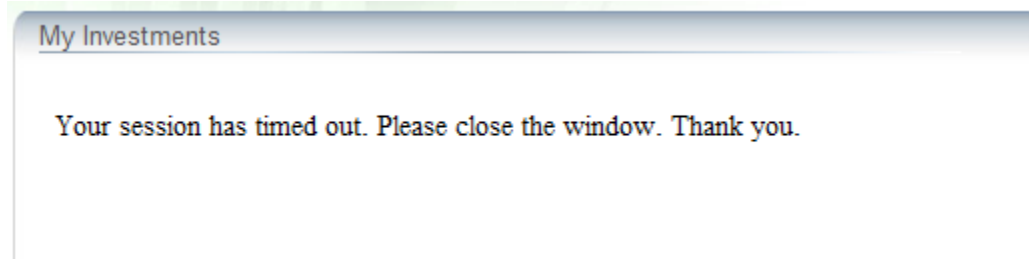 My Investments
Your session has timed out. Please close the window. Thank you.